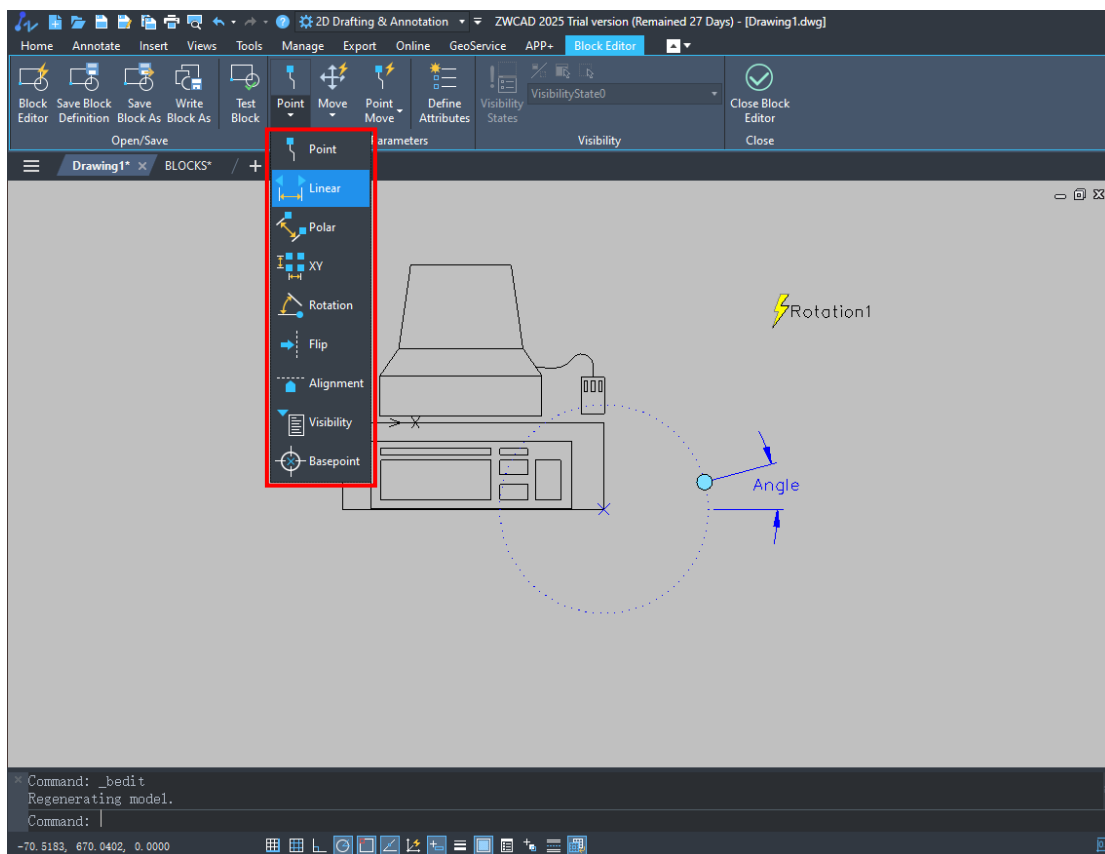 2D Drafting & Annotation ZWCAD 2025 Trial version (Remained 27 Days) - [Drawing1.dwg]
Home Annotate Insert Views Tools Manage Export Online GeoService APP+ Block Editor
Block Editor
Save Block Definition
Save Block As
Write Block As
Test Block
Point
Move
Point Move
Define Attributes
Visibility States
VisibilityState0
Close Block Editor
Open/Save
arameters
Visibility
Close
Drawing1* BLOCKS*
Point
Linear
Polar
XY
Rotation
Flip
Alignment
Visibility
Basepoint
Rotation1
X
Angle
Command: _bedit
Regenerating model.
Command:
-70.5183, 670.0402, 0.0000